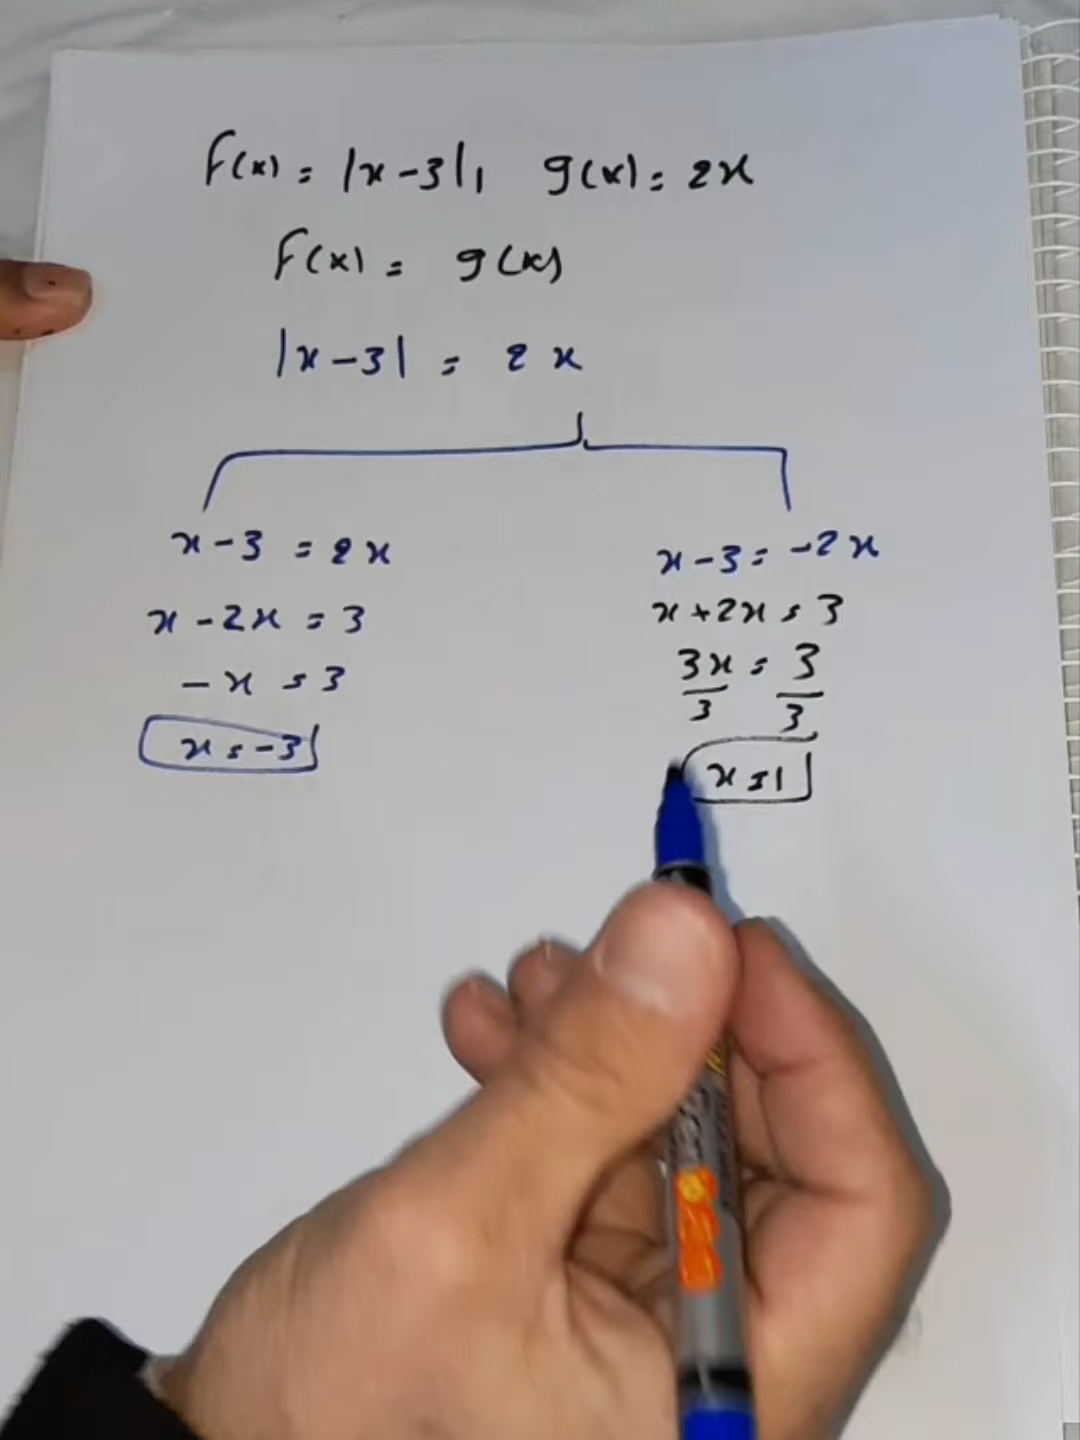 F(x) = |x-3|, g(x) = 2x
F(x) = g(x)
|x-3| = 2x
x-3 = 2x
x-2x = 3
-x = 3
x = -3
x-3 = -2x
x+2x = 3
3x/3 = 3/3
x = 1